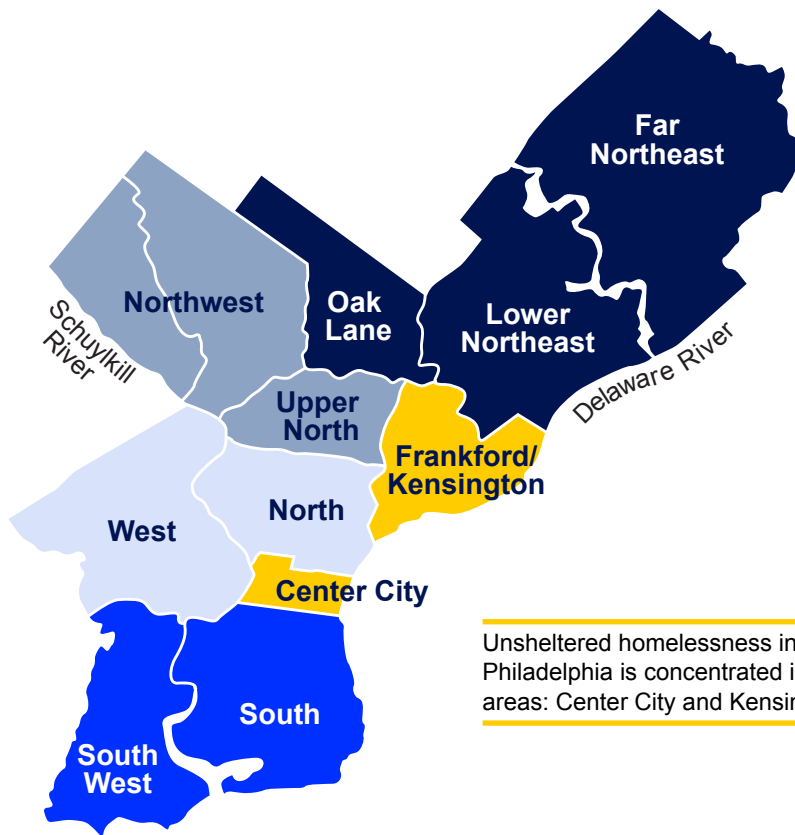 Far
Northeast
Northwest
Oak
Lane
Lower
Northeast
Schuylkill
River
Delaware River
Upper
North
Frankford/
Kensington
West
North
Center City
Unsheltered homelessness in
Philadelphia is concentrated
areas: Center City and
South
South
West